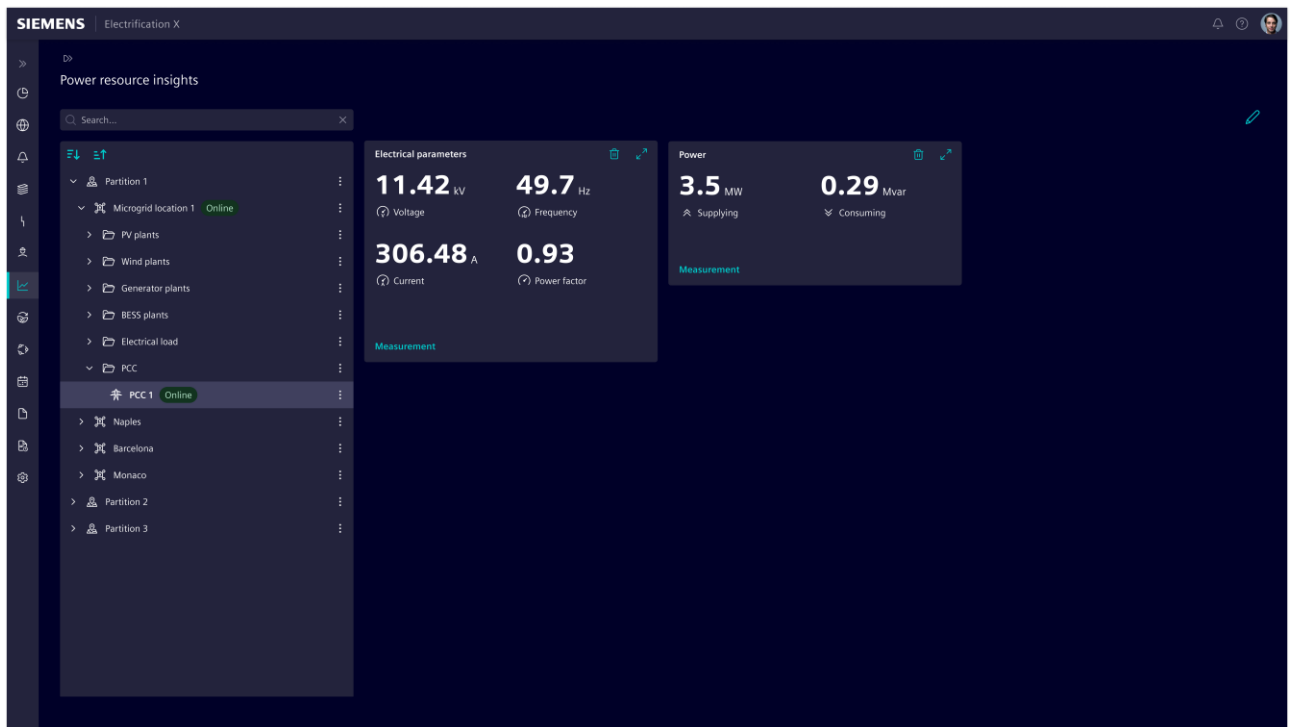 SIEMENS Electrification X
Power resource insights
Search...
Partition 1
Microgrid location 1 Online
PV plants
Wind plants
Generator plants
BESS plants
Electrical load
PCC
PCC 1 Online
Naples
Barcelona
Monaco
Partition 2
Partition 3
Electrical parameters
11.42 kV
Voltage
49.7 Hz
Frequency
306.48 A
Current
0.93
Power factor
Measurement
Power
3.5 MW
Supplying
0.29 Mvar
Consuming
Measurement